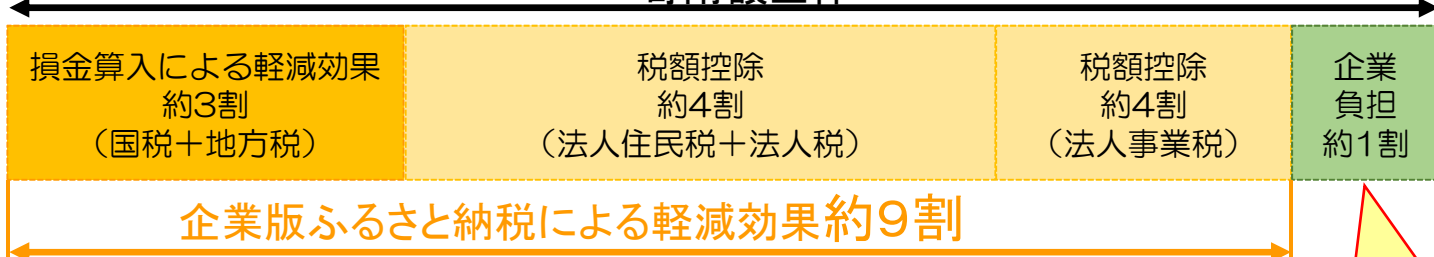 損金算入による軽減効果
約3割
（国税＋地方税）
税額控除
約4割
（法人住民税＋法人税）
税額控除
約4割
（法人事業税）
企業
負担
約1割
企業版ふるさと納税による軽減効果約９割